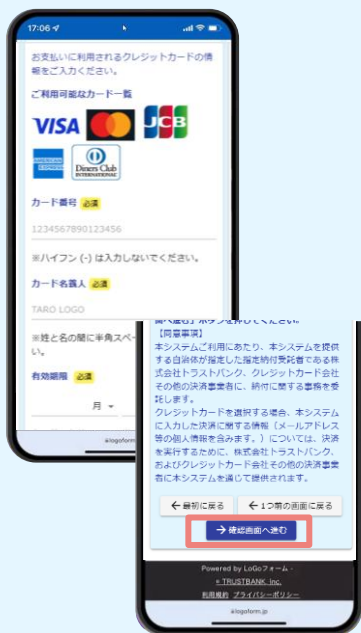 17:06
お支払いに利用されるクレジットカードの情
報をご入力ください。
ご利用可能なカード一覧
VISA
JCB
AMERICAN
EXPRESS
Diners Club
INTERNATIONAL
カード番号 必須
1234567890123456
※ハイフン (-) は入力しないでください。
カード名義人 必須
TARO LOGO
※姓と名の間に半角スペー
い。
有効期限 必須
月
logoform
【同意事項】
本システムご利用にあたり、本システムを提供
する自治体が指定した指定納付受託者である株
式会社トラストバンク、クレジットカード会社
その他の決済事業者に、納付に関する事務を委
託します。
クレジットカードを選択する場合、本システム
に入力した決済に関する情報（メールアドレス
等の個人情報を含みます。）については、決済
を実行するために、株式会社トラストバンク、
およびクレジットカード会社その他の決済事業
者に本システムを通じて提供されます。
←最初に戻る ←1つ前の画面に戻る
→確認画面へ進む
Powered by LoGoフォーム -
TRUSTBANK, Inc.
利用規約 プライバシーポリシー
logoform.jp